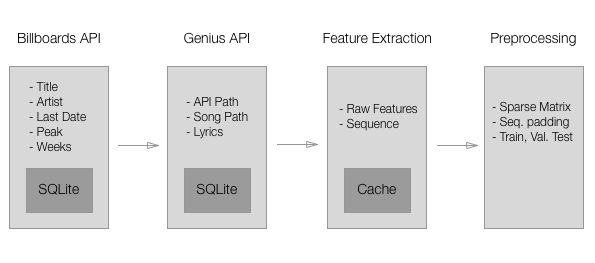 Billboards API
- Title
- Artist
- Last Date
- Peak
- Weeks
SQLite
Genius API
- API Path
- Song Path
- Lyrics
SQLite
Feature Extraction
- Raw Features
- Sequence
Cache
Preprocessing
- Sparse Matrix
- Seq. padding
- Train, Val. Test